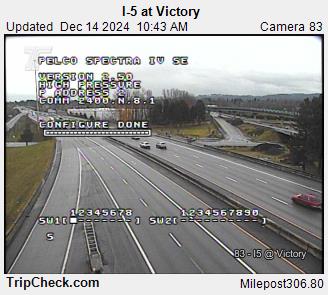 I-5 at Victory
Updated Dec 14 2024 10:43 AM Camera 83
PELCO SPECTRA IV SE
VERSION 2.50
HIGH PRESSURE
P ADDRESS 2
COMM 2400,N,8,1
CONFIGURE DONE
12345678 1234567890
SW1 SW2
S
83 - I5 @ Victory
TripCheck.com Milepost306.80